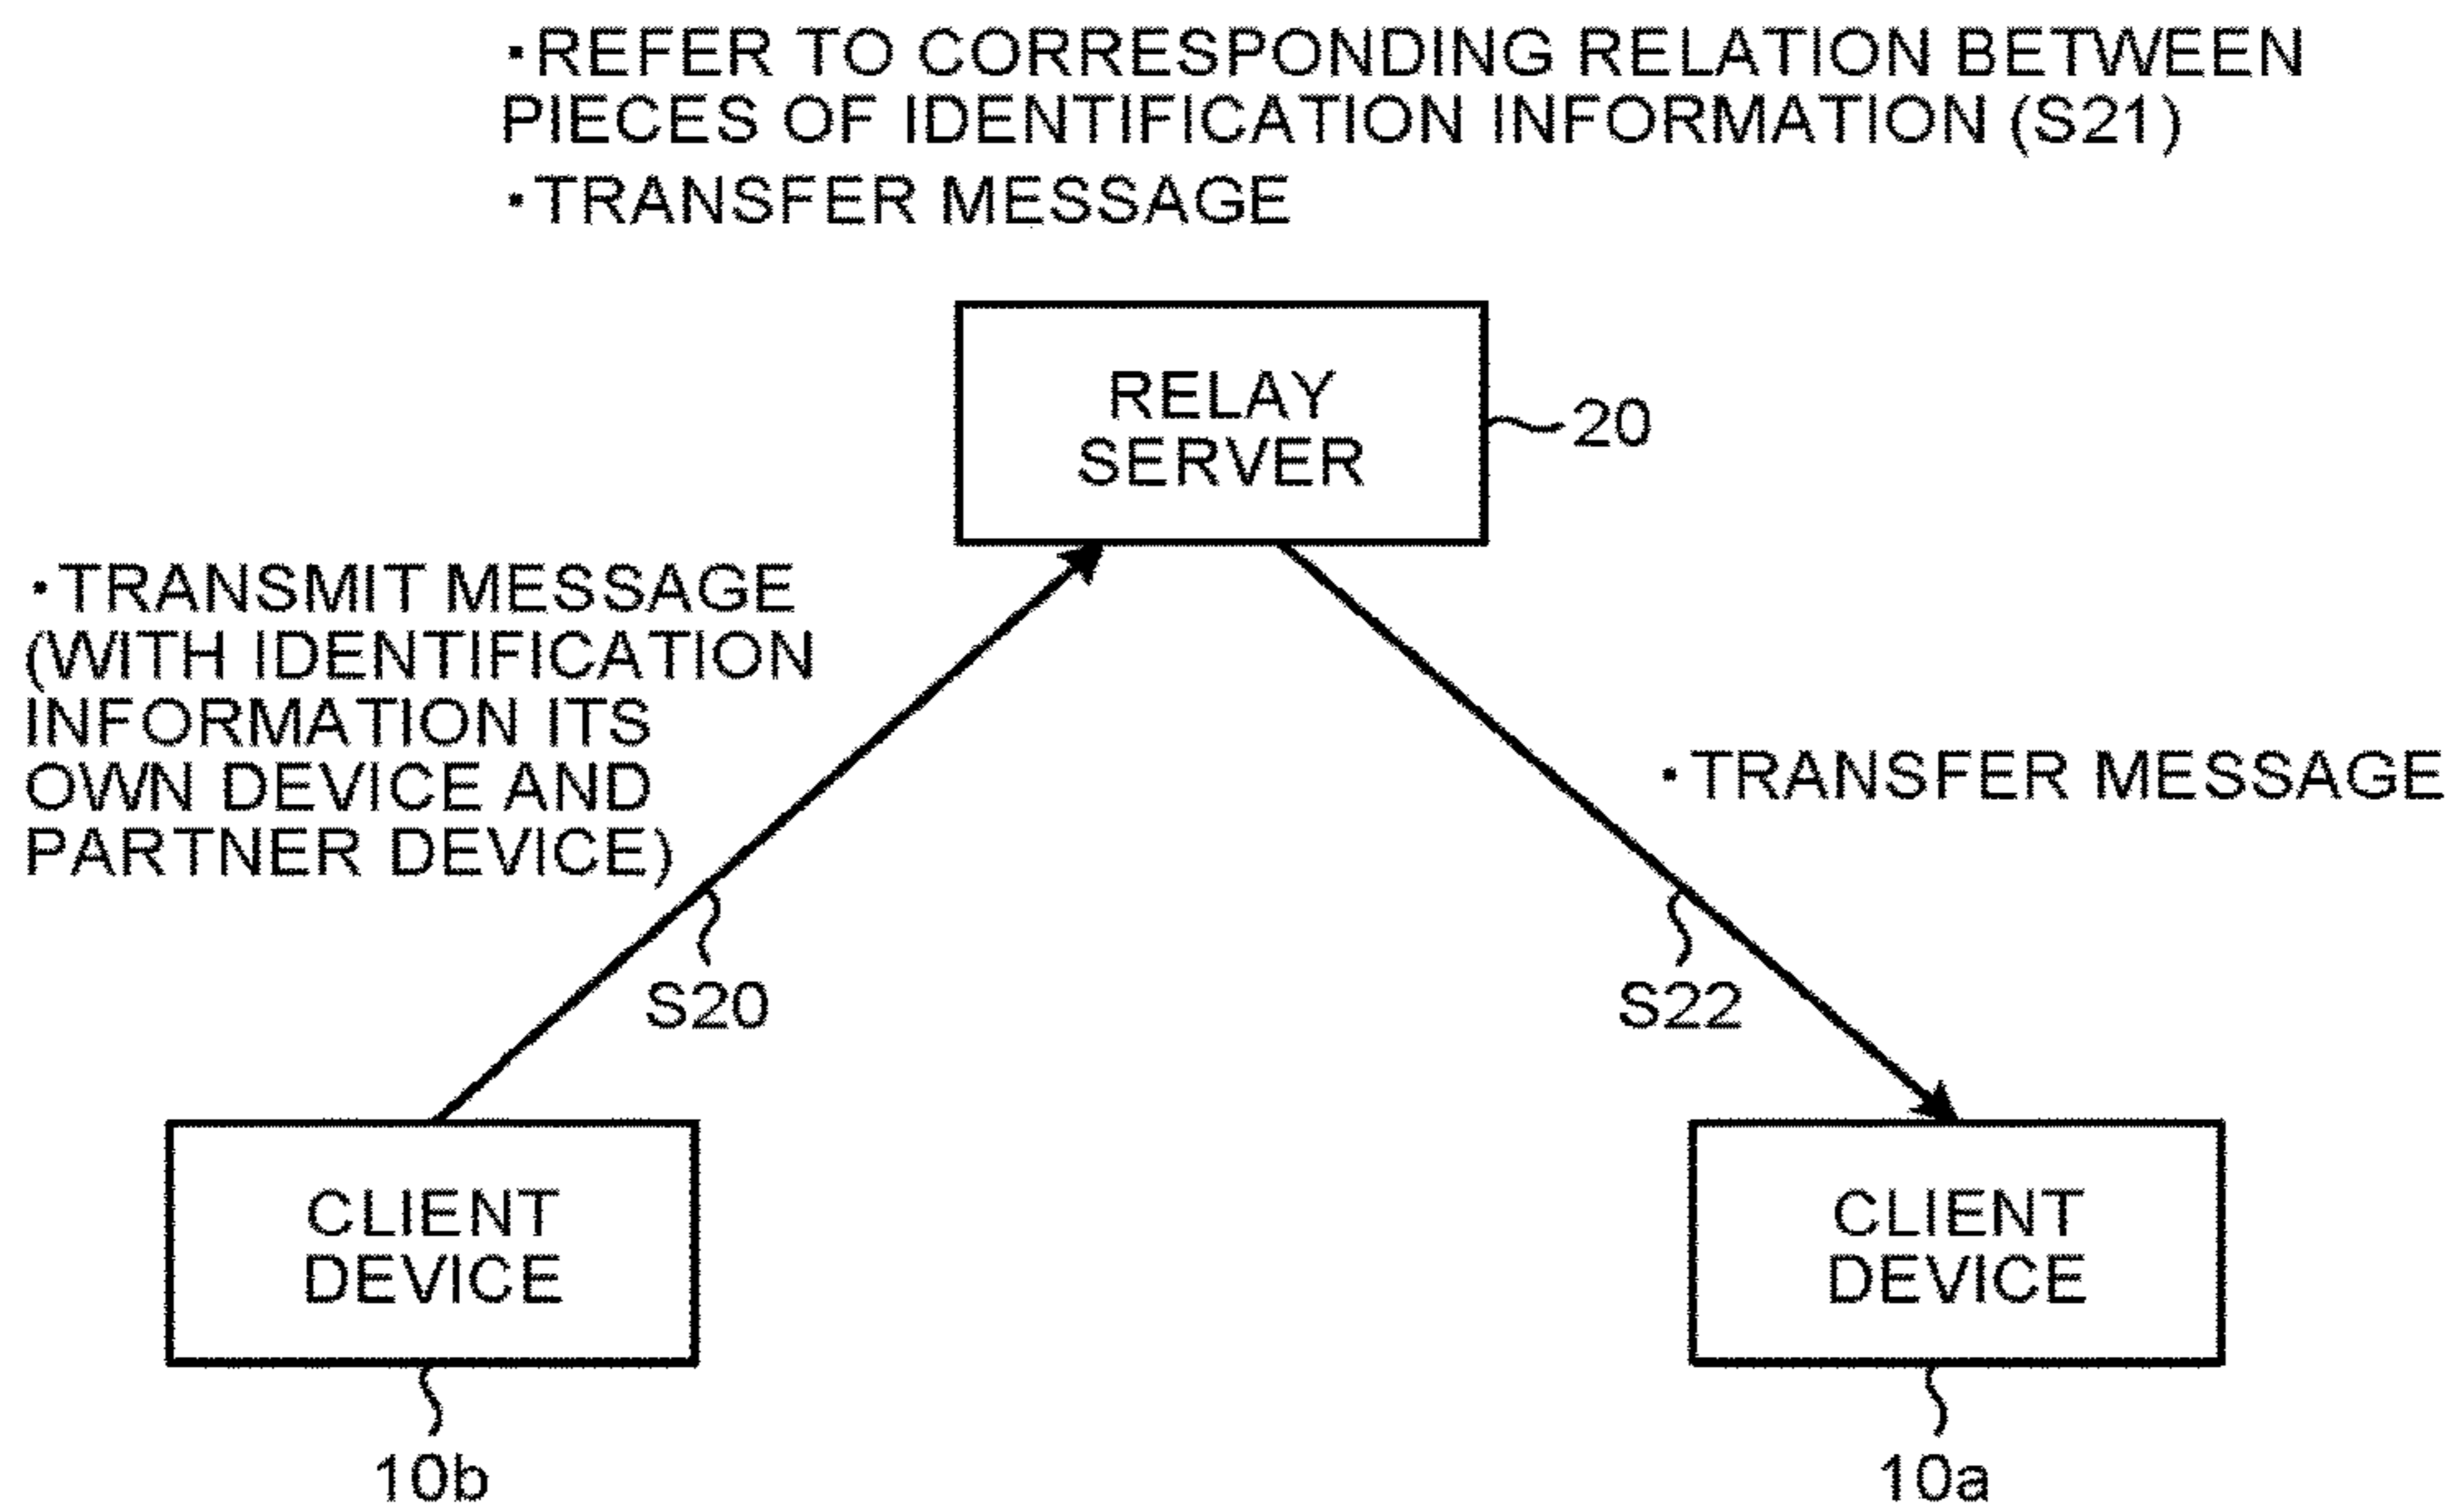 ・REFER TO CORRESPONDING RELATION BETWEEN
PIECES OF IDENTIFICATION INFORMATION (S21)
・TRANSFER MESSAGE
RELAY
SERVER
20
・TRANSMIT MESSAGE
(WITH IDENTIFICATION
INFORMATION ITS
OWN DEVICE AND
PARTNER DEVICE)
・TRANSFER MESSAGE
S20
S22
CLIENT
DEVICE
CLIENT
DEVICE
10b
10a